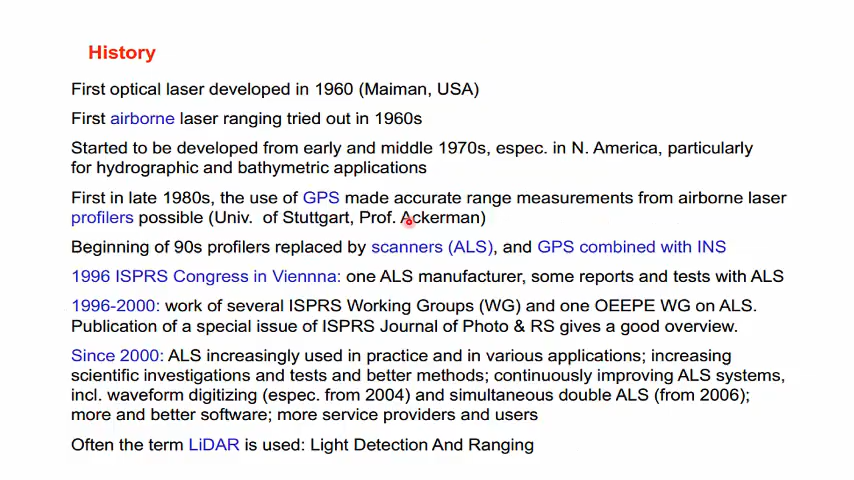 History
First optical laser developed in 1960 (Maiman, USA)
First airborne laser ranging tried out in 1960s
Started to be developed from early and middle 1970s, espec. in N. America, particularly
for hydrographic and bathymetric applications
First in late 1980s, the use of GPS made accurate range measurements from airborne laser
profilers possible (Univ. of Stuttgart, Prof. Ackerman)
Beginning of 90s profilers replaced by scanners (ALS), and GPS combined with INS
1996 ISPRS Congress in Viennna: one ALS manufacturer, some reports and tests with ALS
1996-2000: work of several ISPRS Working Groups (WG) and one OEEPE WG on ALS.
Publication of a special issue of ISPRS Journal of Photo & RS gives a good overview.
Since 2000: ALS increasingly used in practice and in various applications; increasing
scientific investigations and tests and better methods; continuously improving ALS systems,
incl. waveform digitizing (espec. from 2004) and simultaneous double ALS (from 2006);
more and better software; more service providers and users
Often the term LiDAR is used: Light Detection And Ranging